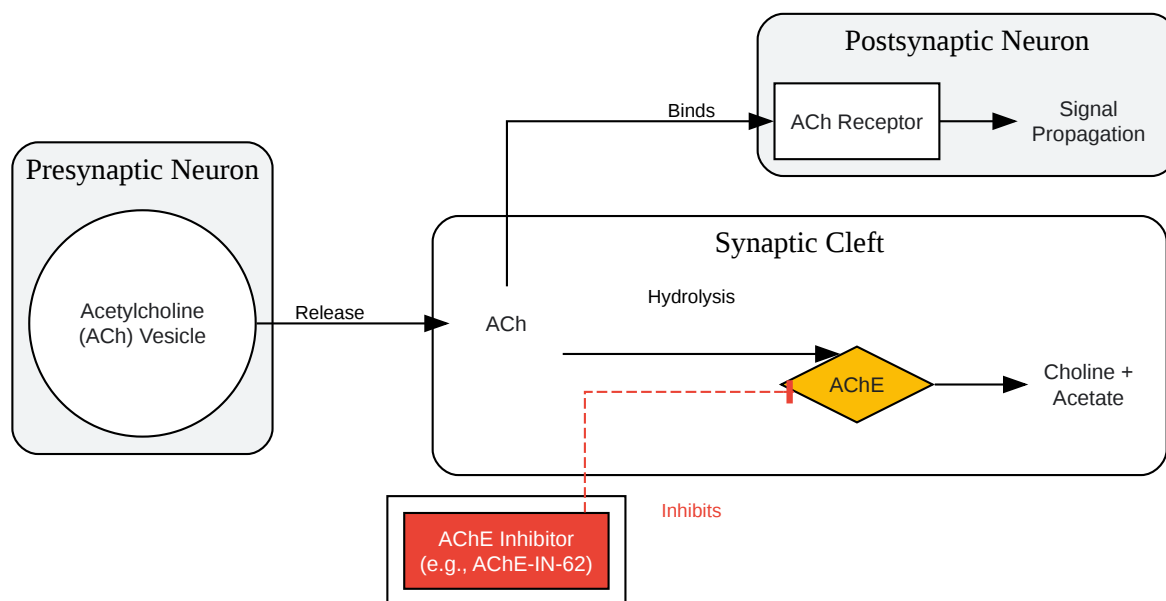 Postsynaptic Neuron
Binds
ACh Receptor
Signal
Propagation
Presynaptic Neuron
Acetylcholine
(ACh) Vesicle
Release
Synaptic Cleft
Hydrolysis
ACh
AChE
Choline +
Acetate
Inhibits
AChE Inhibitor
(e.g., AChE-IN-62)